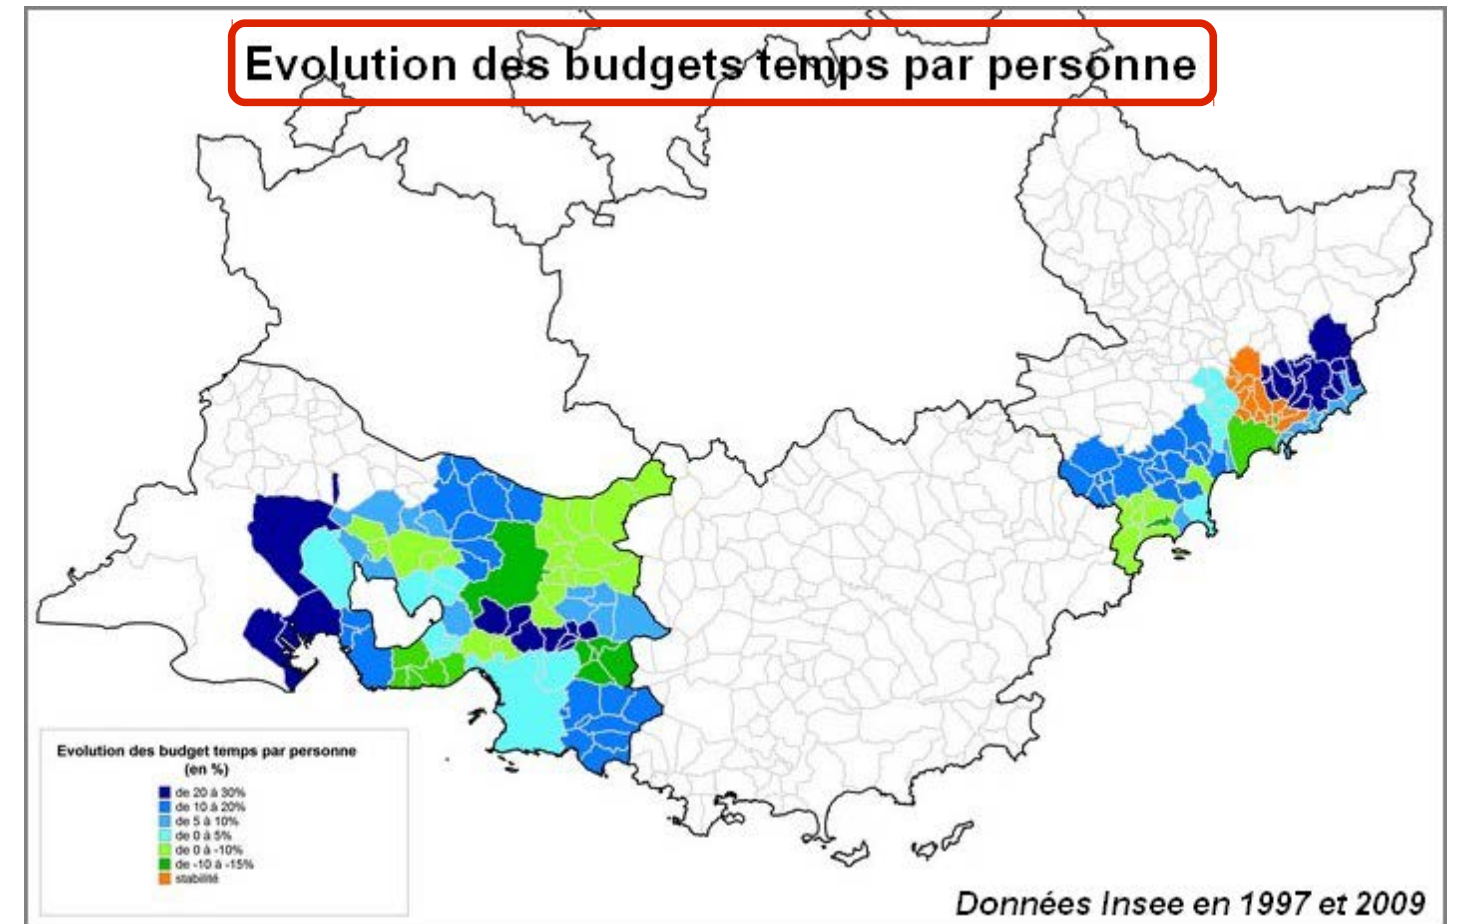 Evolution des budgets temps par personne
Evolution des budget temps par personne
(en %)
de 20 à 30%
de 10 à 20%
de 5 à 10%
de 0 à 5%
de 0 à -10%
de -10 à -15%
stabilité
Données Insee en 1997 et 2009